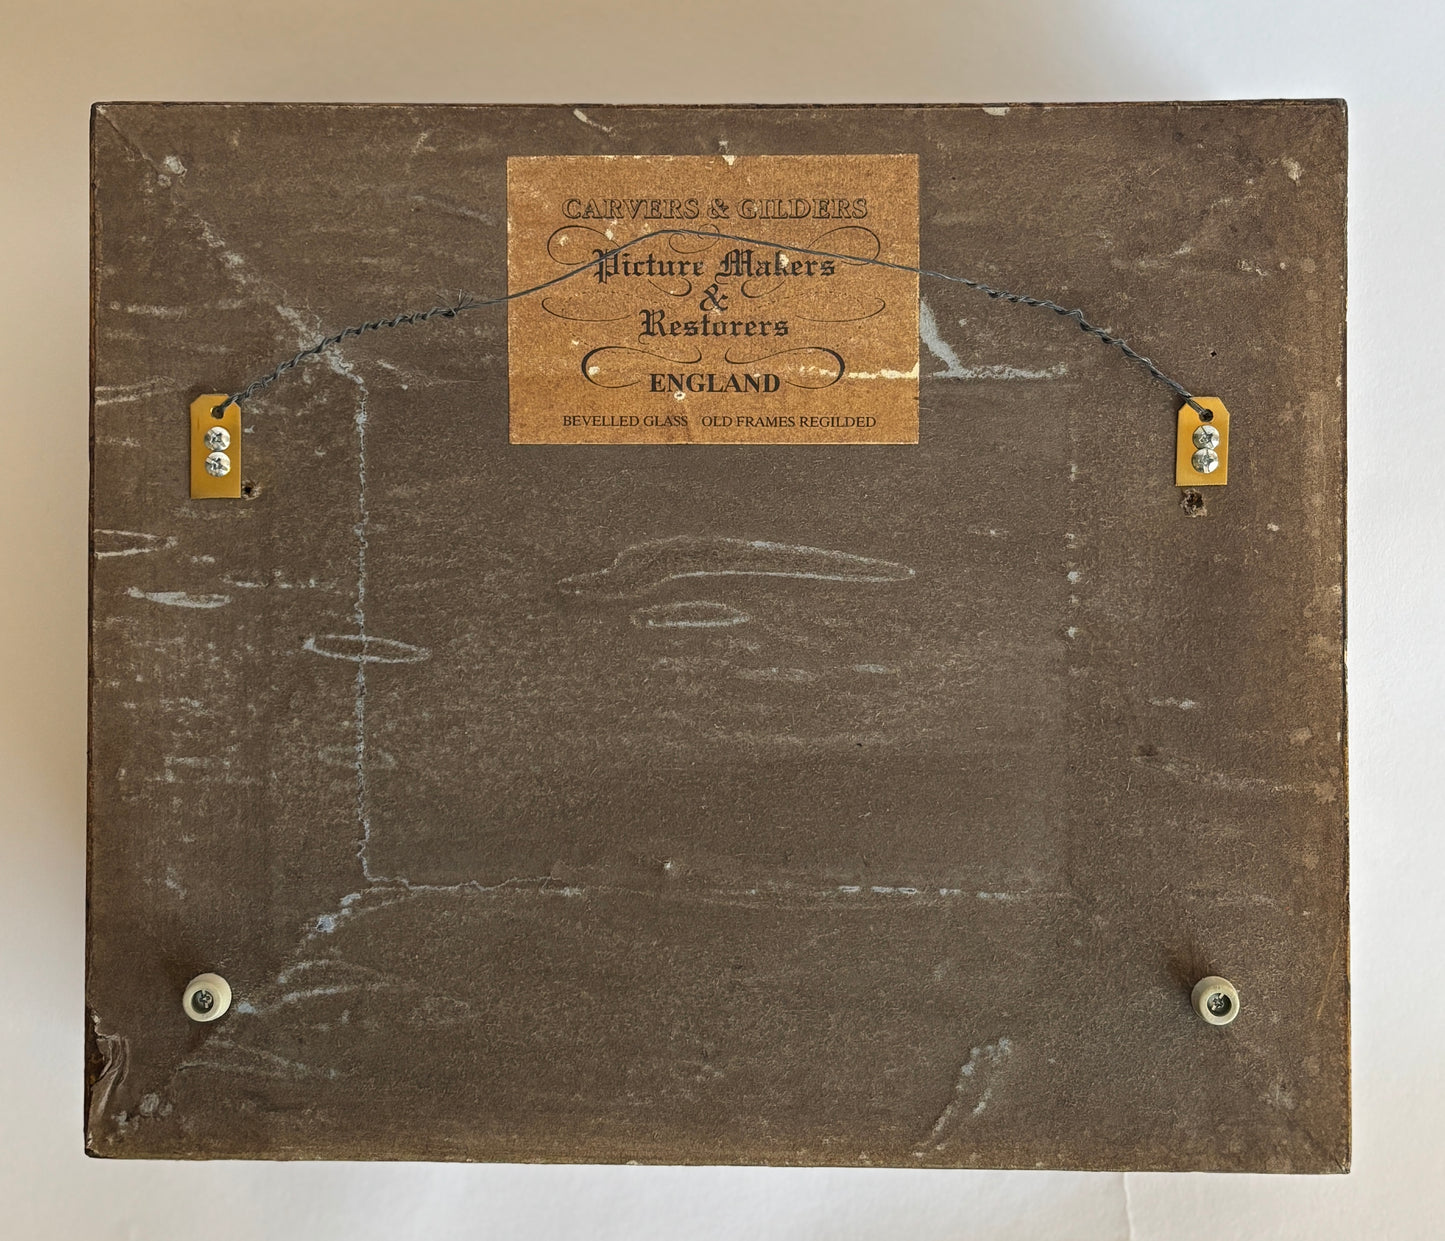 CARVERS & GILDERS
Picture Makers
&
Restorers
ENGLAND
BEVELLED GLASS OLD FRAMES REGILDED